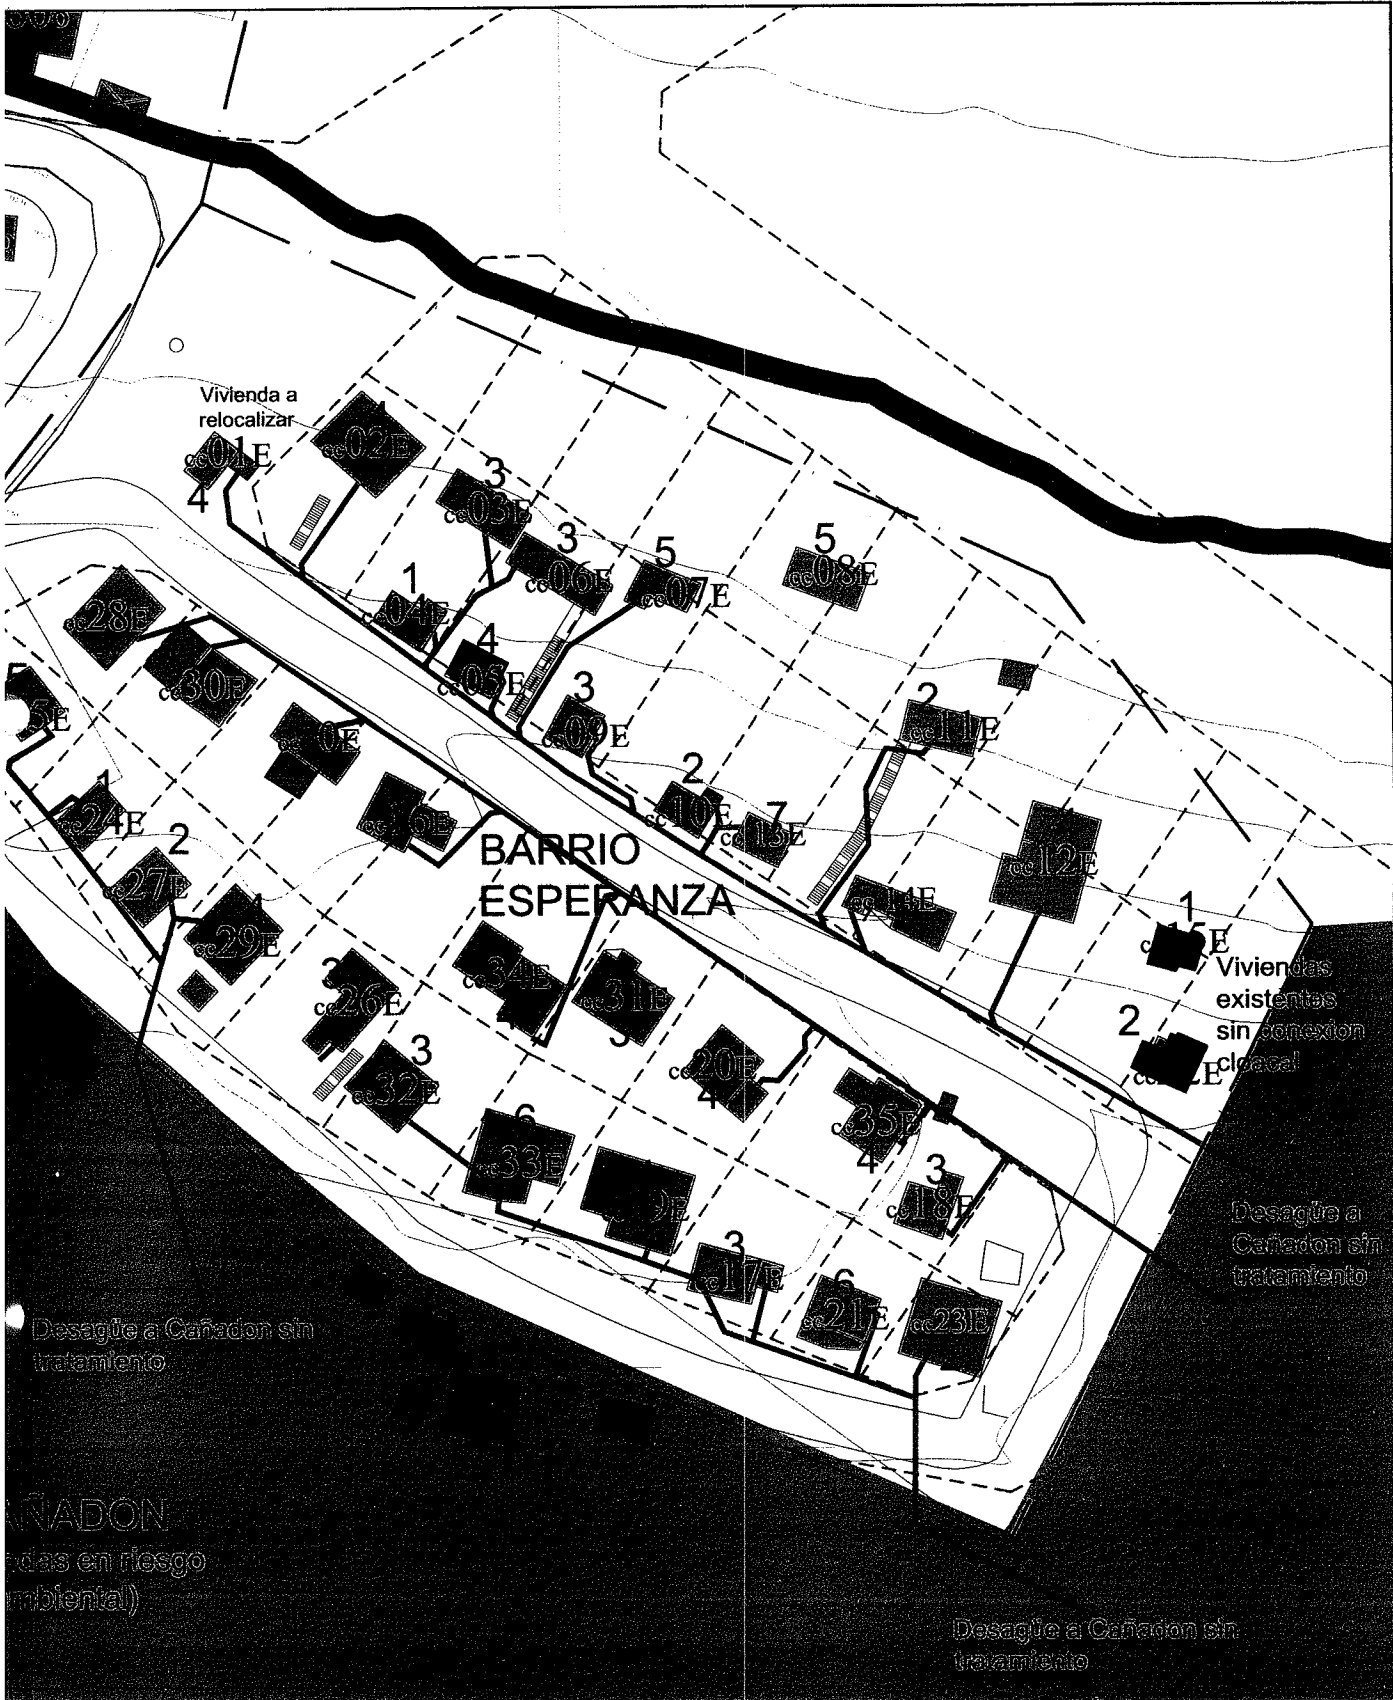 Vivienda a
relocalizar
cc01E
4
cc02E
3
cc03E
3
cc06E
5
cc07E
5
cc08E
1
cc04E
4
cc05E
3
cc09E
2
cc10E
7
cc13E
2
cc11E
cc12E
cc14E
1
Viviendas
existentes
sin conexion
cloacal
2
cc28E
cc30E
5E
1
cc24E
2
cc27E
cc29E
BARRIO
ESPERANZA
cc26E
3
cc32E
cc34E
cc31E
cc20E
4
cc35E
4
3
cc18E
6
cc33E
3
cc17E
6
cc21E
cc23E
Desagüe a
Cañadon sin
tratamiento
Desagüe a Cañadon sin
tratamiento
AÑADON
adas en riesgo
mbiental)
Desagüe a Cañadon sin
tratamiento